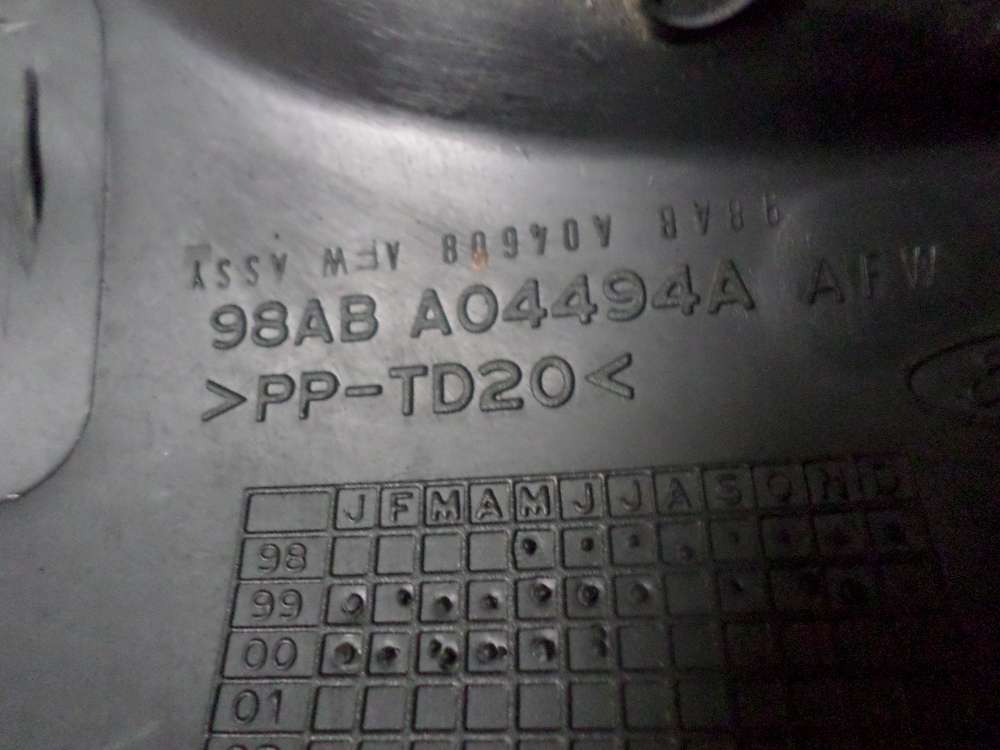 98AB A04608 AFW ASSY
98AB A04494A AFW
>PP-TD20<
J F M A M J J A S O N D
98
99
00
01